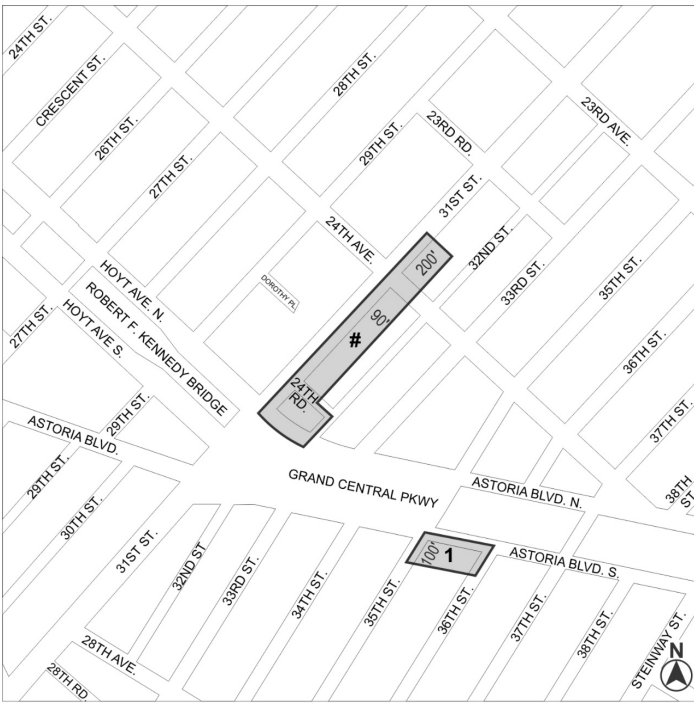 24TH ST.
CRESCENT ST.
26TH ST.
27TH ST.
28TH ST.
29TH ST.
23RD RD.
23RD AVE.
31ST ST.
24TH AVE.
32ND ST.
33RD ST.
35TH ST.
36TH ST.
37TH ST.
38TH
ST.
200'
90'
#
24TH
RD.
DOROTHY PL.
HOYT AVE. N.
ROBERT F. KENNEDY BRIDGE
HOYT AVE S.
27TH ST.
29TH ST.
ASTORIA BLVD.
29TH ST.
30TH ST.
31ST ST.
32ND ST
33RD ST.
34TH ST.
35TH ST.
36TH ST.
37TH ST.
38TH ST.
STEINWAY ST.
GRAND CENTRAL PKWY
ASTORIA BLVD. N.
ASTORIA BLVD. S.
100'
1
28TH AVE.
28TH RD.
N